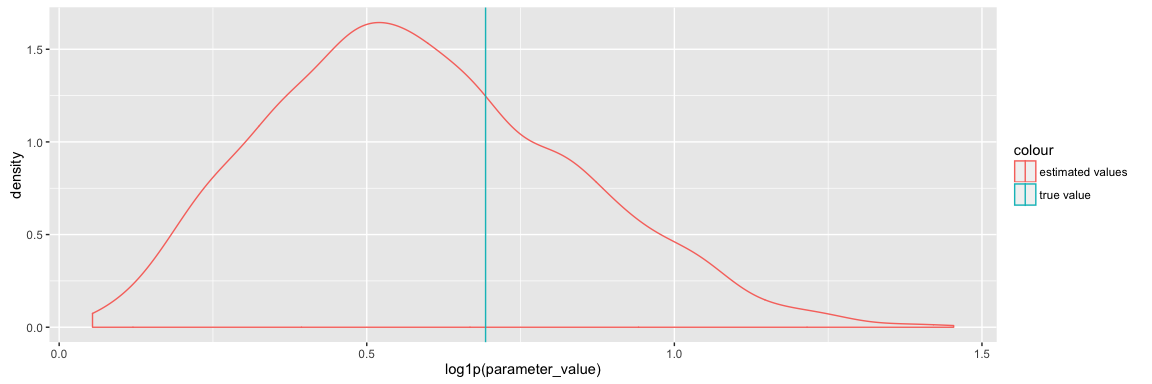 1.5
1.0
0.5
0.0
density
0.0
0.5
1.0
1.5
log1p(parameter_value)
colour
estimated values
true value